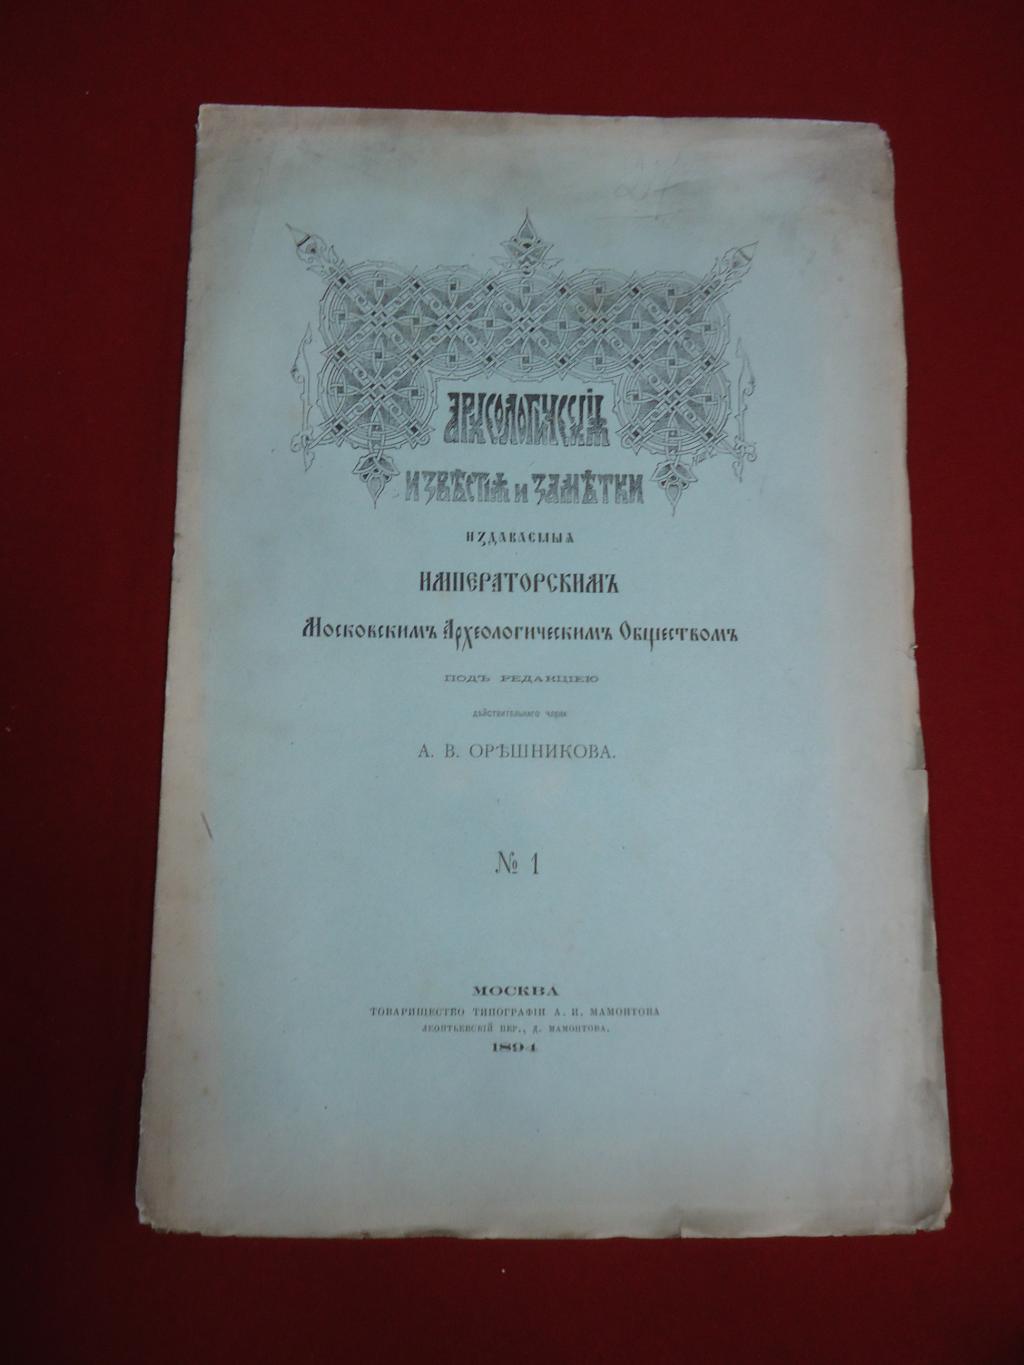 Археологическія
Извѣстія и Замѣтки
издаваемыя
ИМПЕРАТОРСКИМЪ
Московскимъ Археологическимъ Обществомъ
ПОДЪ РЕДАКЦІЕЮ
дѣйствительнаго члена
А. В. ОРѢШНИКОВА.
№ 1
МОСКВА
ТОВАРИЩЕСТВО ТИПОГРАФІИ А. И. МАМОНТОВА
ЛЕОНТЬЕВСКІЙ ПЕР., Д. МАМОНТОВА.
1894